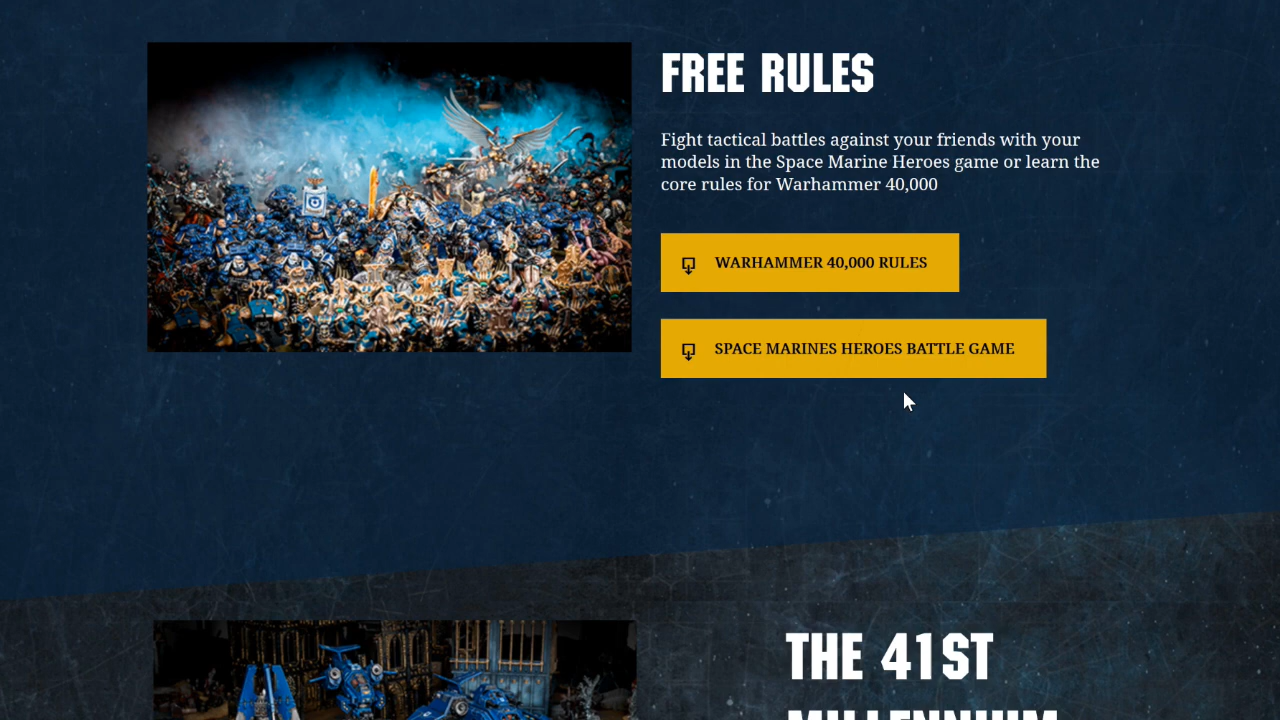 FREE RULES
Fight tactical battles against your friends with your
models in the Space Marine Heroes game or learn the
core rules for Warhammer 40,000
WARHAMMER 40,000 RULES
SPACE MARINES HEROES BATTLE GAME
THE 41ST
MILLENNIUM